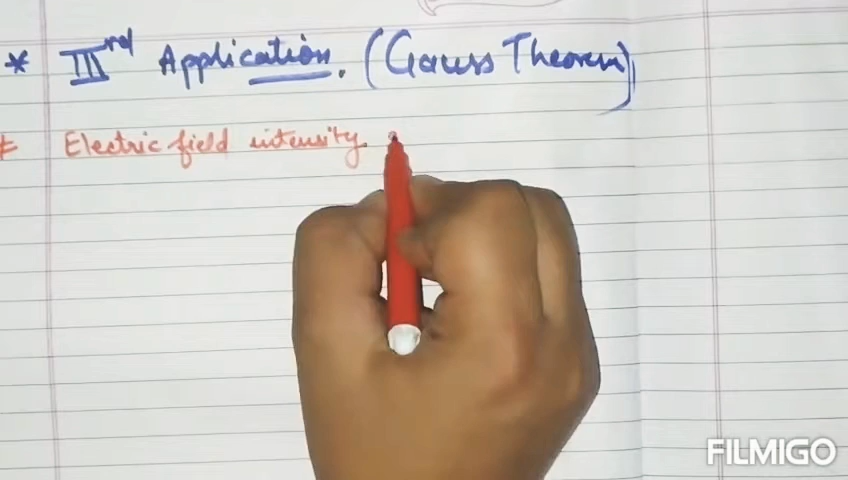 * IIIrd Application. (Gauss Theorem)
* Electric field intensity
FILMIGO